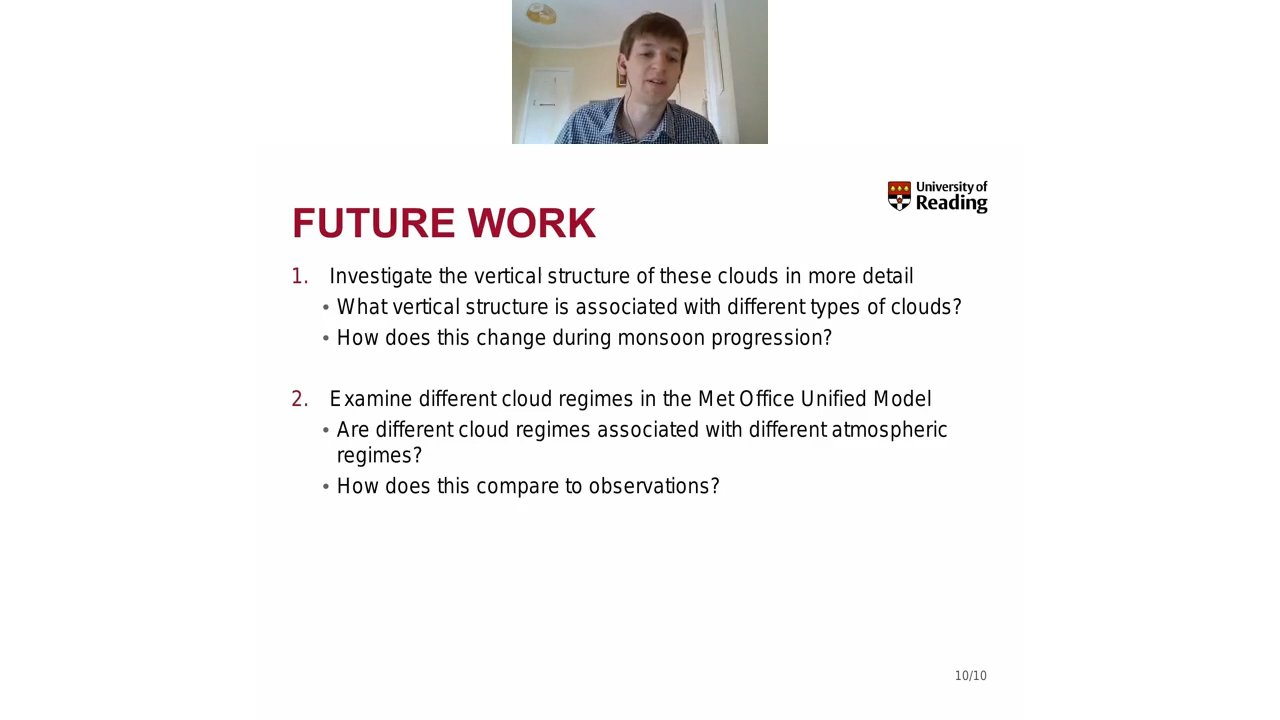 University of
Reading
FUTURE WORK
1. Investigate the vertical structure of these clouds in more detail
• What vertical structure is associated with different types of clouds?
• How does this change during monsoon progression?
2. Examine different cloud regimes in the Met Office Unified Model
• Are different cloud regimes associated with different atmospheric
regimes?
• How does this compare to observations?
10/10